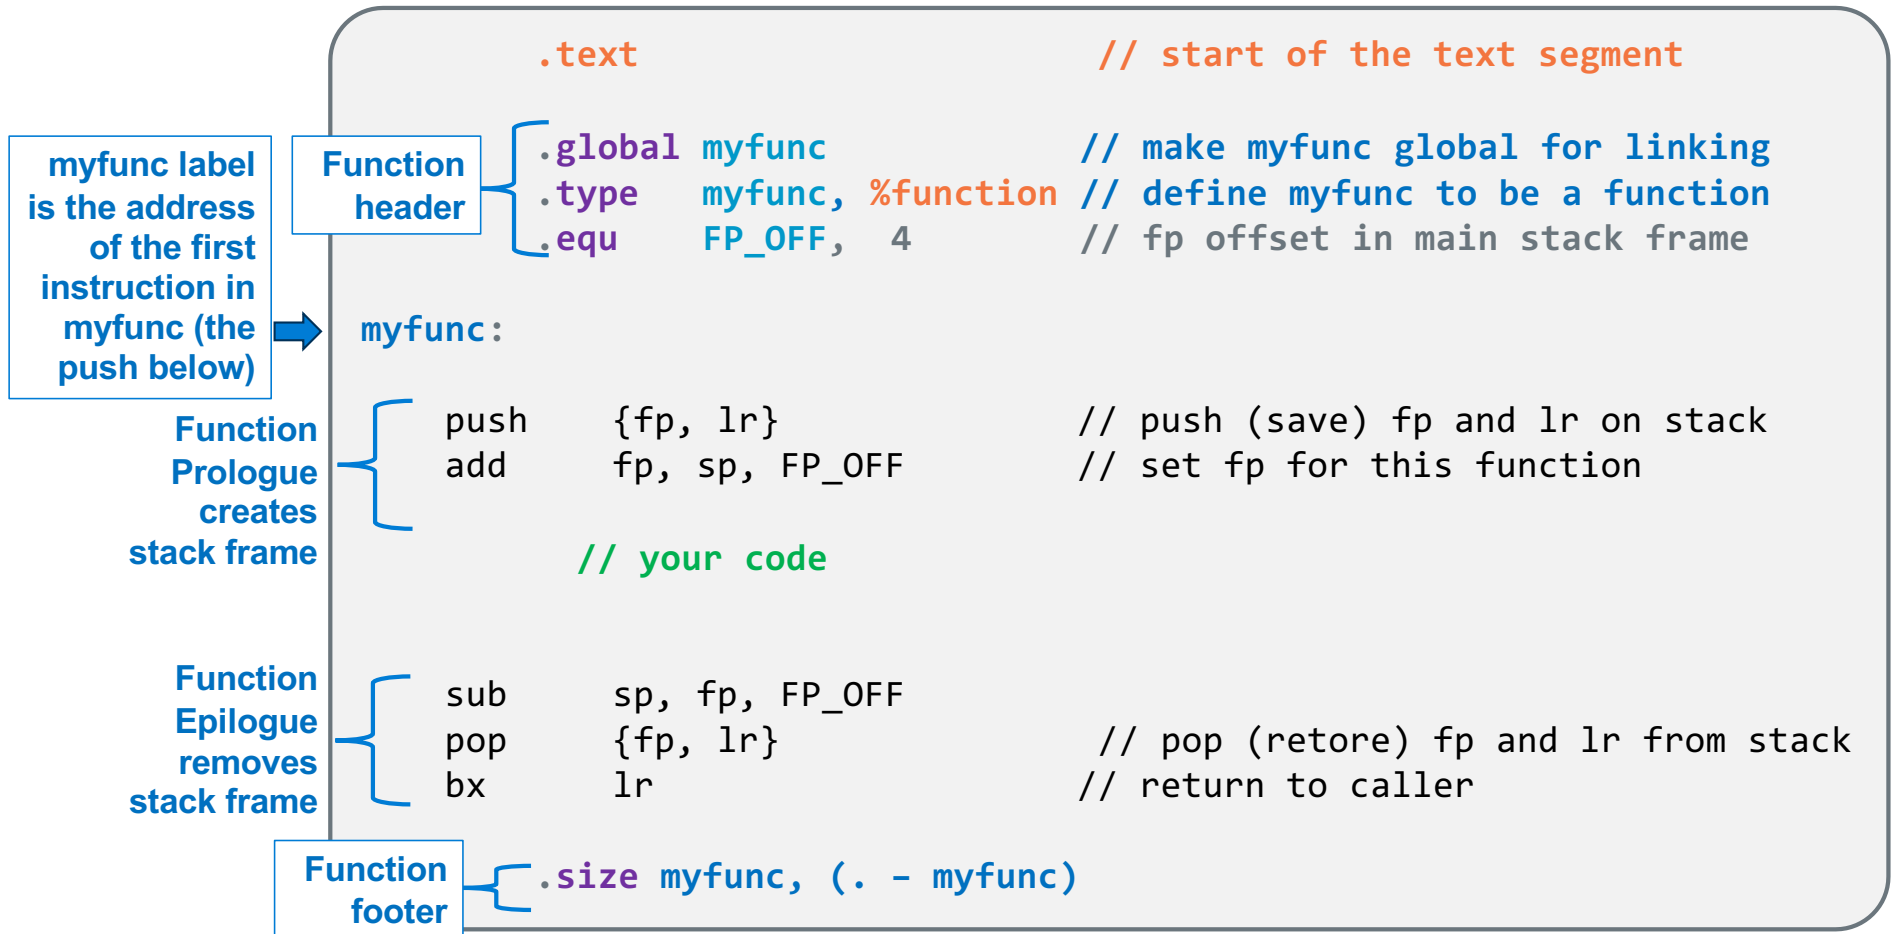 .text // start of the text segment
myfunc label
is the address
of the first
instruction in
myfunc (the
push below)
Function
header
.global myfunc // make myfunc global for linking
.type myfunc, %function // define myfunc to be a function
.equ FP_OFF, 4 // fp offset in main stack frame
myfunc:
Function
Prologue
creates
stack frame
push {fp, lr} // push (save) fp and lr on stack
add fp, sp, FP_OFF // set fp for this function
// your code
Function
Epilogue
removes
stack frame
sub sp, fp, FP_OFF
pop {fp, lr} // pop (retore) fp and lr from stack
bx lr // return to caller
Function
footer
.size myfunc, (. – myfunc)